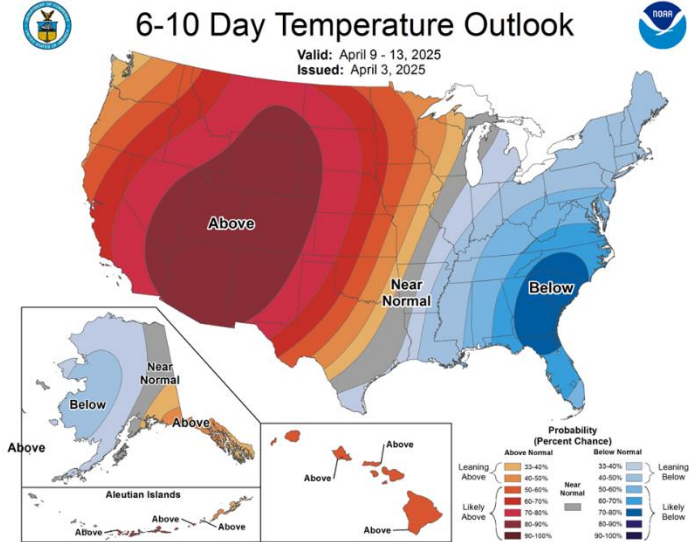 6-10 Day Temperature Outlook
NOAA
Valid: April 9 - 13, 2025
Issued: April 3, 2025
Above
Near
Normal
Below
Near
Normal
Below
Above
Above
Aleutian Islands
Above
Above
Above
Above
Above
Above
Probability
(Percent Chance)
Above Normal
Below Normal
Leaning
Above
33-40%
40-50%
Likely
Above
50-60%
60-70%
70-80%
80-90%
90-100%
Near
Normal
33-40%
40-50%
Leaning
Below
50-60%
60-70%
70-80%
80-90%
90-100%
Likely
Below